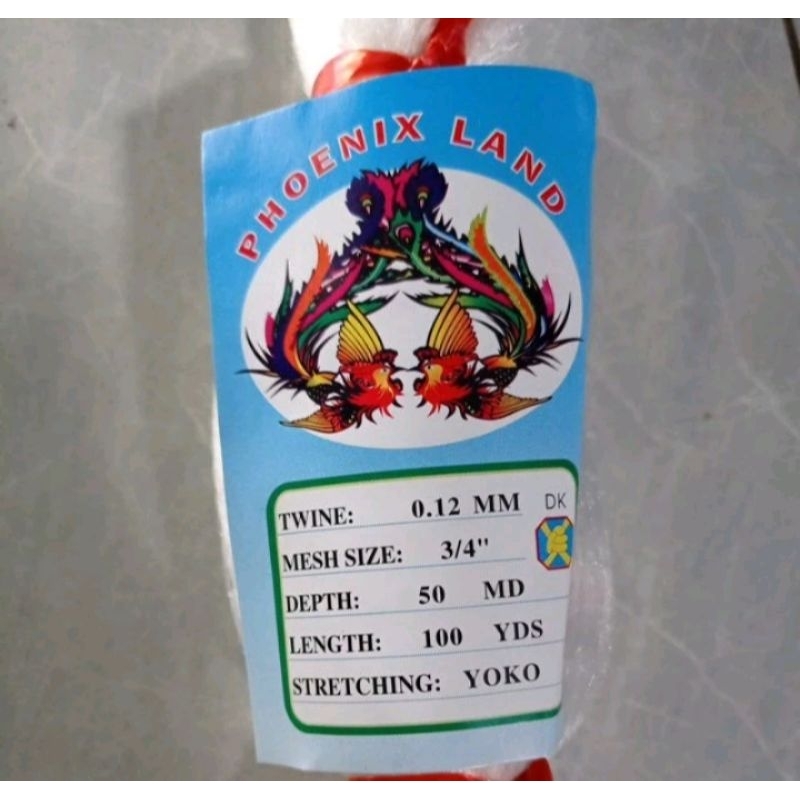 PHOENIX LAND
TWINE: 0.12 MM DK
MESH SIZE: 3/4"
DEPTH: 50 MD
LENGTH: 100 YDS
STRETCHING: YOKO